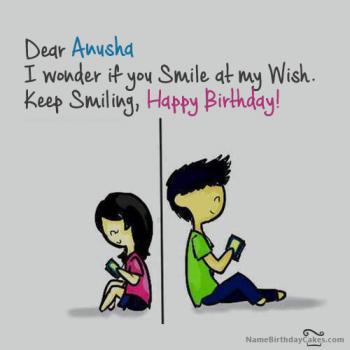 Dear Anusha
I wonder if you Smile at my Wish.
Keep Smiling, Happy Birthday!
NameBirthdayCakes.com